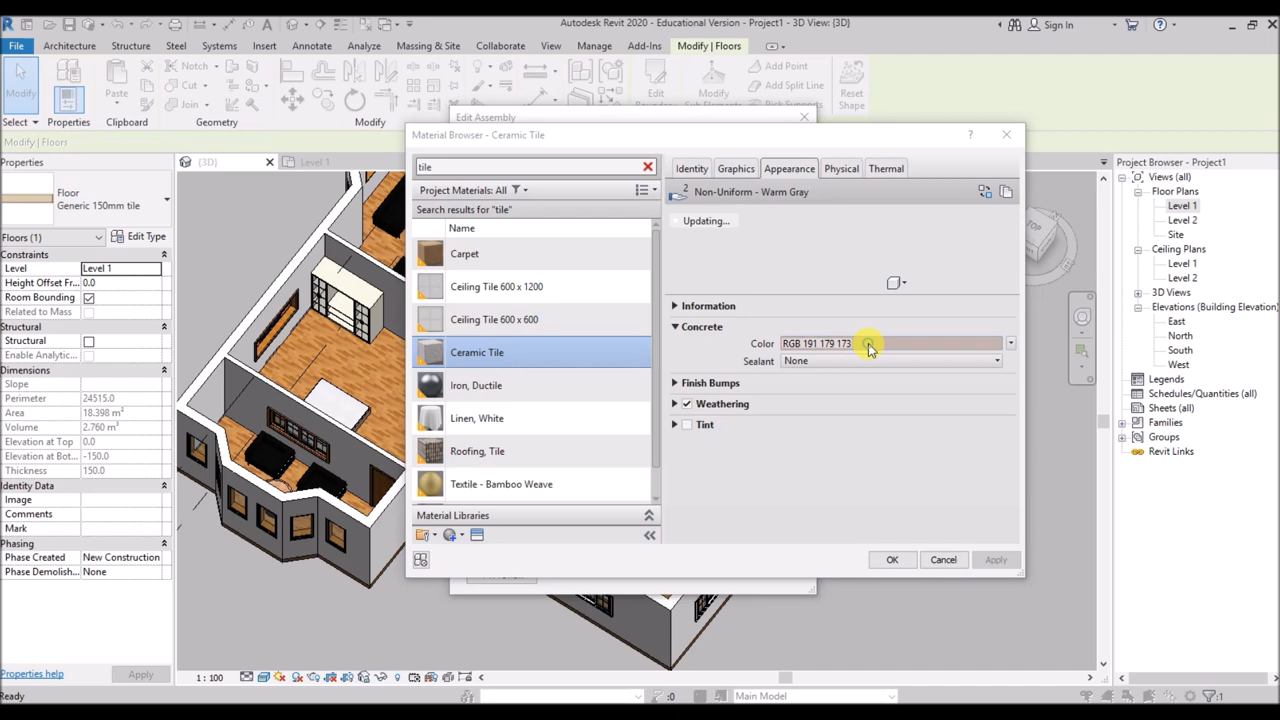 Autodesk Revit 2020 - Educational Version - Project1 - 3D View: {3D}
Sign In
File Architecture Structure Steel Systems Insert Annotate Analyze Massing & Site Collaborate View Manage Add-Ins Modify | Floors
Modify
Properties
Paste
Notch
Cut
Join
Edit
Boundary
Modify
Sub Elements
Add Point
Add Split Line
Pick Supports
Reset
Shape
Select
Properties
Clipboard
Geometry
Modify
Modify | Floors
Edit Assembly
Properties
Floor
Generic 150mm tile
Floors (1)
Edit Type
Constraints
Level Level 1
Height Offset Fr... 0.0
Room Bounding
Related to Mass
Structural
Structural
Enable Analytic...
Dimensions
Slope
Perimeter 24515.0
Area 18.398 m²
Volume 2.760 m³
Elevation at Top 0.0
Elevation at Bot... -150.0
Thickness 150.0
Identity Data
Image
Comments
Mark
Phasing
Phase Created New Construction
Phase Demolish... None
Properties help
Apply
{3D}
Level 1
TOP
Material Browser - Ceramic Tile
?
tile
Project Materials: All
Search results for "tile"
Name
Carpet
Ceiling Tile 600 x 1200
Ceiling Tile 600 x 600
Ceramic Tile
Iron, Ductile
Linen, White
Roofing, Tile
Textile - Bamboo Weave
Material Libraries
Identity Graphics Appearance Physical Thermal
2
Non-Uniform - Warm Gray
Updating...
Information
Concrete
Color RGB 191 179 173
Sealant None
Finish Bumps
Weathering
Tint
OK
Cancel
Apply
Project Browser - Project1
Views (all)
Floor Plans
Level 1
Level 2
Site
Ceiling Plans
Level 1
Level 2
3D Views
Elevations (Building Elevation)
East
North
South
West
Legends
Schedules/Quantities (all)
Sheets (all)
Families
Groups
Revit Links
1 : 100
Ready
:0
Main Model
:1